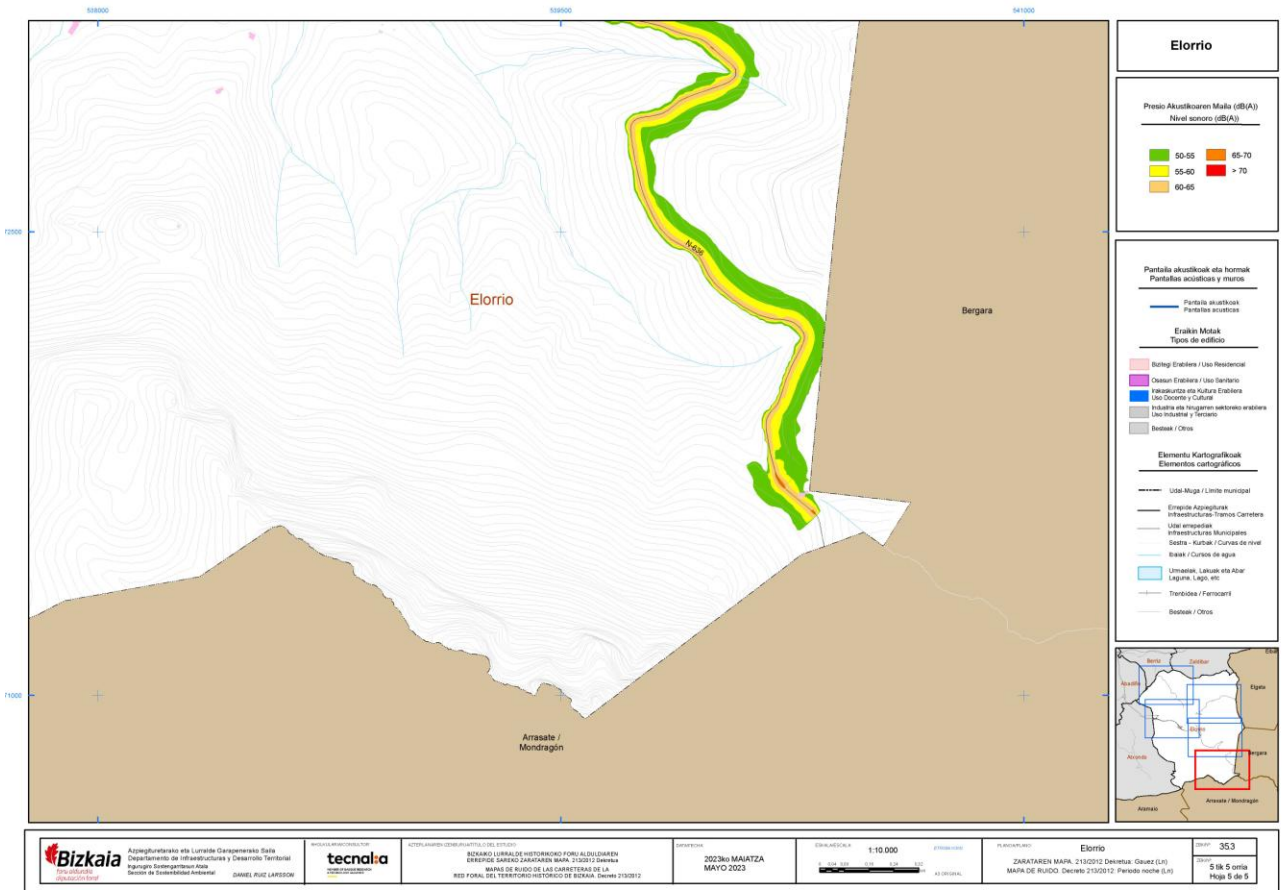 538000
539500
541000
72500
71000
N-636
Elorrio
Bergara
Arrasate /
Mondragón
Elorrio
Presio Akustikoaren Maila (dB(A))
Nivel sonoro (dB(A))
50-55
65-70
55-60
> 70
60-65
Pantaila akustikoak eta hormak
Pantallas acústicas y muros
Pantaila akustikoak
Pantallas acusticas
Eraikin Motak
Tipos de edificio
Bizitegi Erabilera / Uso Residencial
Osasun Erabilera / Uso Sanitario
Irakaskuntza eta Kultura Erabilera
Uso Docente y Cultural
Industria eta hirugarren sektoreko erabilera
Uso Industrial y Terciario
Besteak / Otros
Elementu Kartografikoak
Elementos cartográficos
Udal-Muga / Límite municipal
Errepide Azpiegiturak
Infraestructuras-Tramos Carretera
Udal errepideak
Infraestructuras Municipales
Sestra - Kurbak / Curvas de nivel
Ibaiak / Cursos de agua
Urmaelak, Lakuak eta Abar
Laguna, Lago, etc
Trenbidea / Ferrocarril
Besteak / Otros
Berriz
Zaldibar
Abadiño
Elgeta
Elorrio
Bergara
Atxondo
Aramaio
Arrasate / Mondragón
Bizkaia
foru aldundia
diputación foral
Azpiegituretarako eta Lurralde Garapenerako Saila
Departamento de Infraestructuras y Desarrollo Territorial
Ingurugiro Sostengarritasun Atala
Sección de Sostenibilidad Ambiental
DANIEL RUIZ LARSSON
tecnalia
BIZKAIKO LURRALDE HISTORIKOKO FORU ALDUNDIAREN
ERREPIDE SAREKO ZARATAREN MAPA. 213/2012 Dekretua
MAPAS DE RUIDO DE LAS CARRETERAS DE LA
RED FORAL DEL TERRITORIO HISTÓRICO DE BIZKAIA. Decreto 213/2012
2023ko MAIATZA
MAYO 2023
1:10.000
A3 ORIGINAL
Elorrio
ZARATAREN MAPA. 213/2012 Dekretua: Gauez (Ln)
MAPA DE RUIDO. Decreto 213/2012: Periodo noche (Ln)
35.3
5 tik 5 orria
Hoja 5 de 5